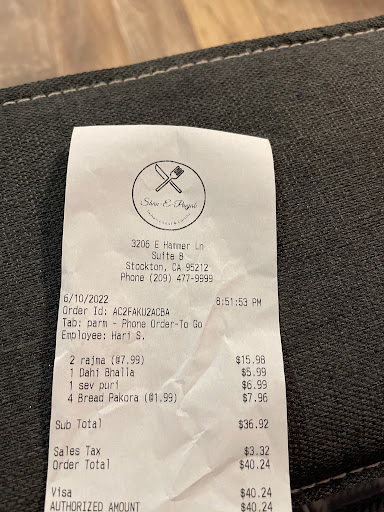 Shan-E-Punjab
3206 E Hammer Ln
Suite B
Stockton, CA 95212
Phone (209) 477-9999
6/10/2022 8:51:53 PM
Order Id: AC2FAKU2ACBA
Tab: parm - Phone Order-To Go
Employee: Hari S.
2 rajma (@7.99) $15.98
1 Dahi Bhalla $5.99
1 sev puri $6.99
4 Bread Pakora (@1.99) $7.96
Sub Total $36.92
Sales Tax $3.32
Order Total $40.24
Visa $40.24
AUTHORIZED AMOUNT $40.24